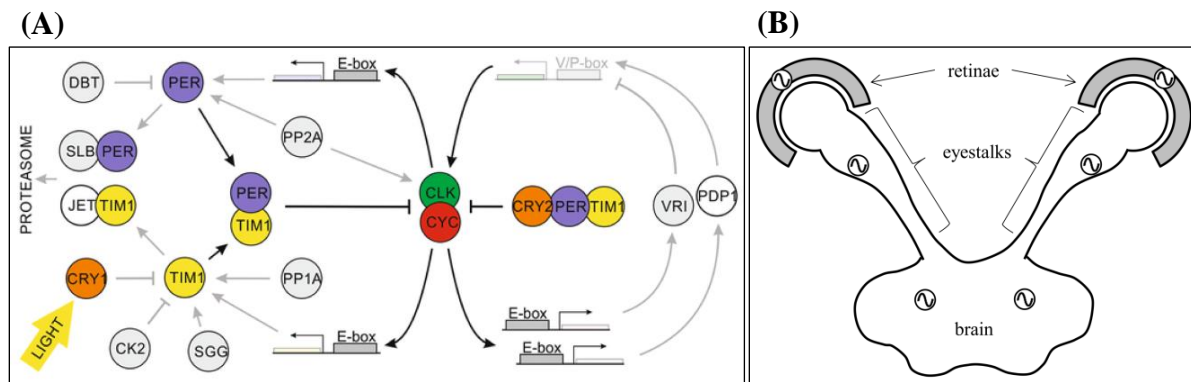 (A)
(B)
E-box
V/P-box
DBT
PER
PP2A
SLB PER
JET TIM1
PROTEASOME
PER
TIM1
CLK
CYC
CRY2 PER TIM1
VRI
PDP1
CRY1
TIM1
PP1A
LIGHT
CK2
SGG
E-box
E-box
E-box
retinae
eyestalks
brain